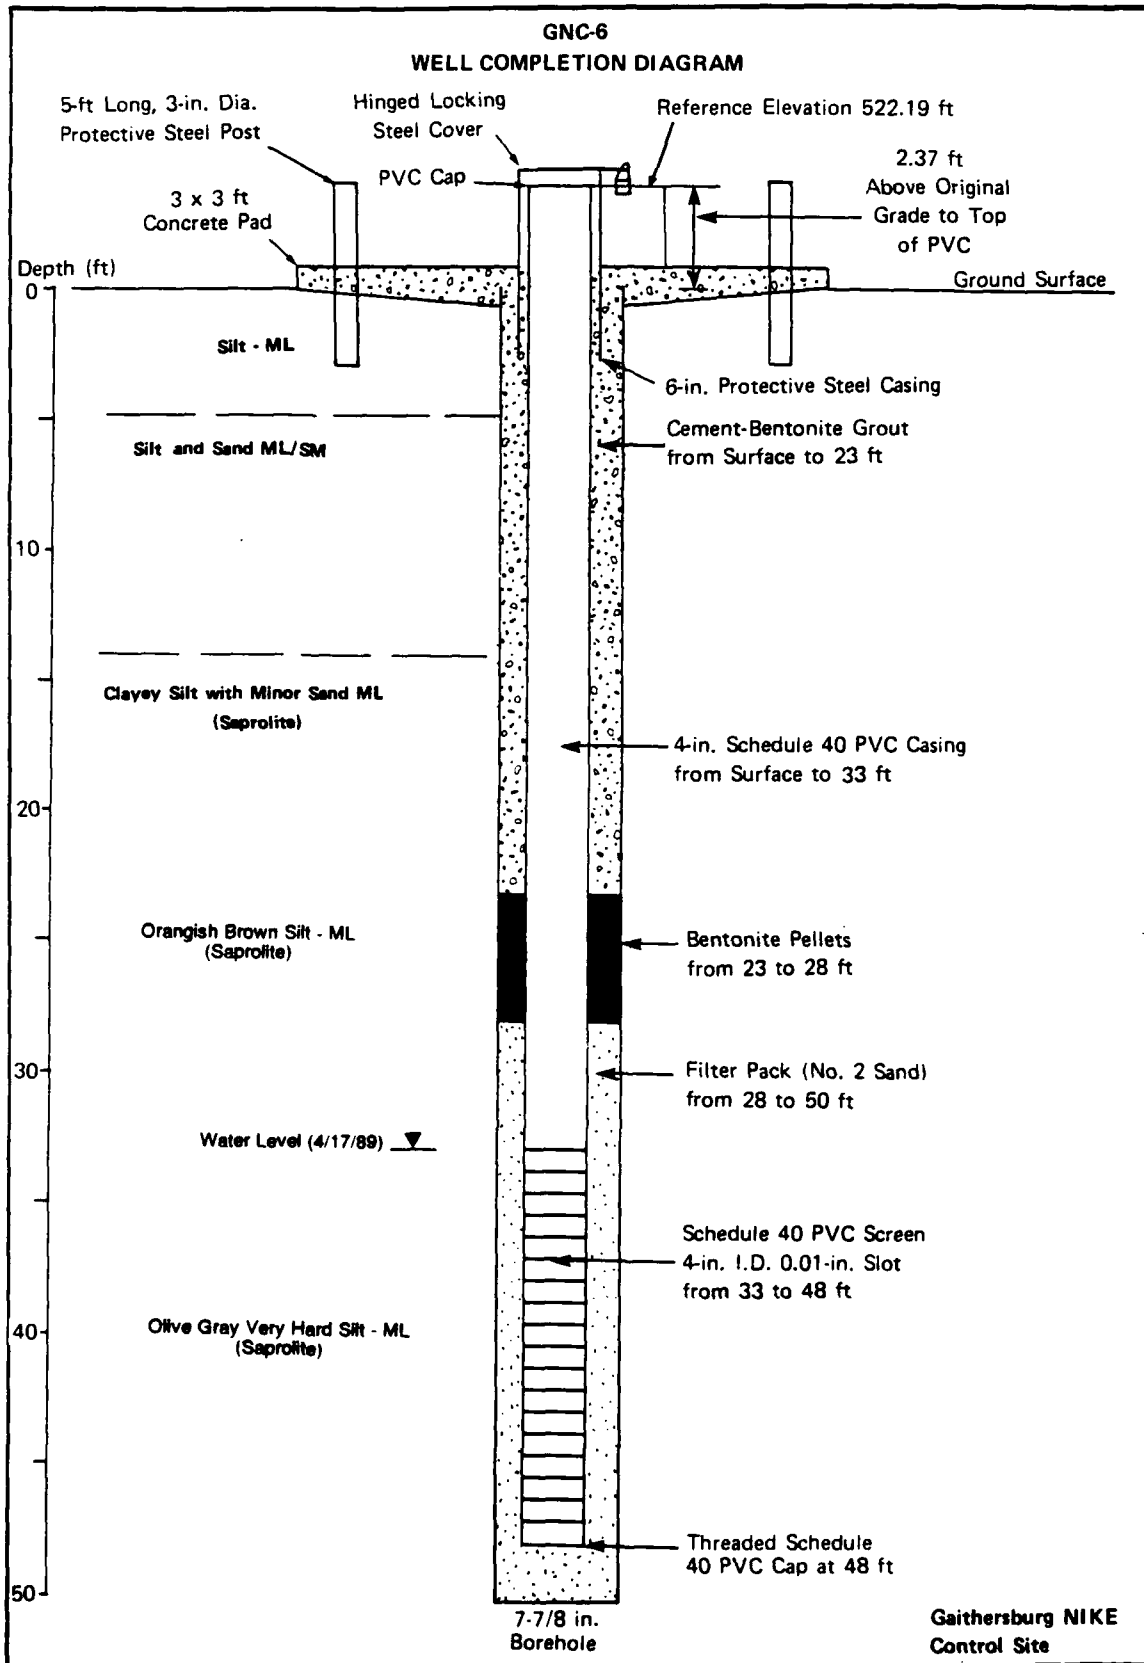 GNC-6
WELL COMPLETION DIAGRAM
5-ft Long, 3-in. Dia.
Protective Steel Post
Hinged Locking
Steel Cover
Reference Elevation 522.19 ft
PVC Cap
2.37 ft
Above Original
Grade to Top
of PVC
3 x 3 ft
Concrete Pad
Depth (ft)
0
Ground Surface
Silt - ML
6-in. Protective Steel Casing
Silt and Sand ML/SM
Cement-Bentonite Grout
from Surface to 23 ft
10
Clayey Silt with Minor Sand ML
(Saprolite)
4-in. Schedule 40 PVC Casing
from Surface to 33 ft
20
Orangish Brown Silt - ML
(Saprolite)
Bentonite Pellets
from 23 to 28 ft
30
Filter Pack (No. 2 Sand)
from 28 to 50 ft
Water Level (4/17/89)
Schedule 40 PVC Screen
4-in. I.D. 0.01-in. Slot
from 33 to 48 ft
40
Olive Gray Very Hard Silt - ML
(Saprolite)
Threaded Schedule
40 PVC Cap at 48 ft
50
7-7/8 in.
Borehole
Gaithersburg NIKE
Control Site